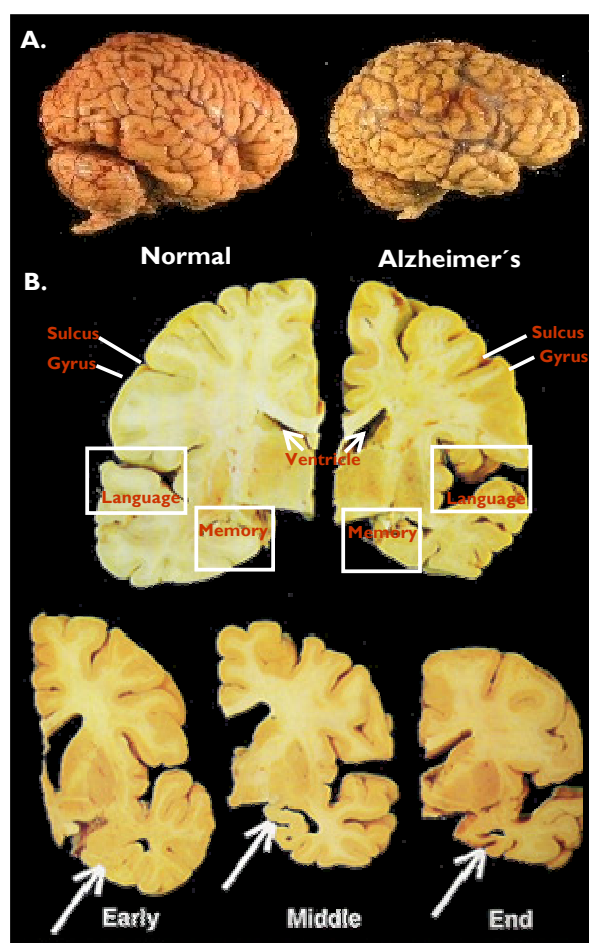 A.
Normal
Alzheimer´s
B.
Sulcus
Gyrus
Sulcus
Gyrus
Ventricle
Language
Language
Memory
Memory
Early
Middle
End